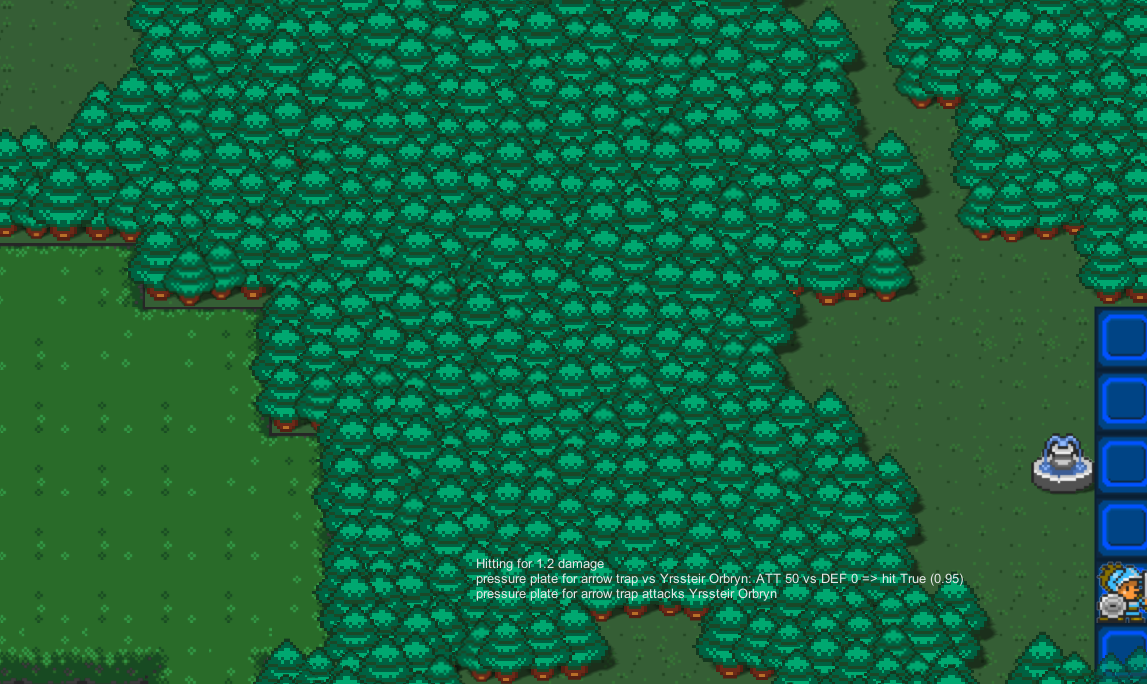 Hitting for 1.2 damage
pressure plate for arrow trap vs Yrssteir Orbryn: ATT 50 vs DEF 0 => hit True (0.95)
pressure plate for arrow trap attacks Yrssteir Orbryn